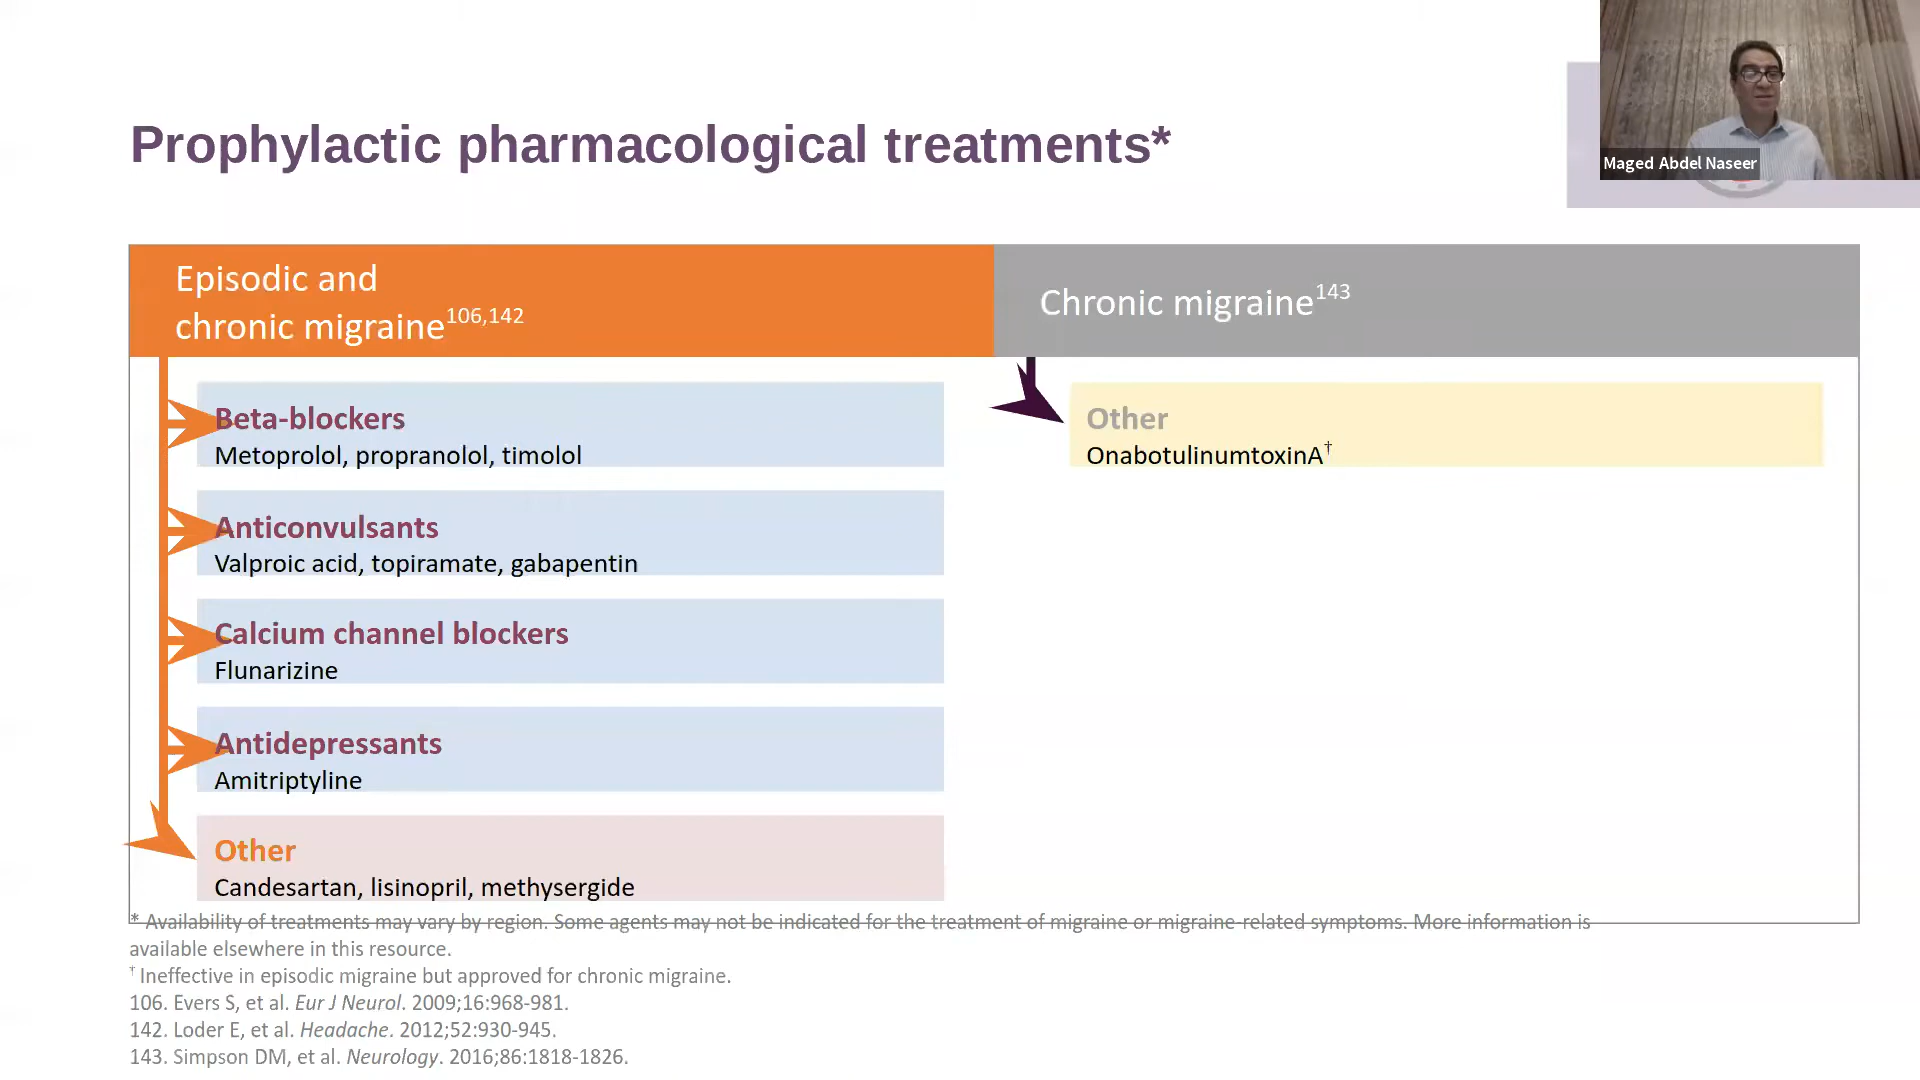 Prophylactic pharmacological treatments*
Maged Abdel Naseer
Episodic and
chronic migraine106,142
Chronic migraine143
Beta-blockers
Metoprolol, propranolol, timolol
Other
OnabotulinumtoxinA†
Anticonvulsants
Valproic acid, topiramate, gabapentin
Calcium channel blockers
Flunarizine
Antidepressants
Amitriptyline
Other
Candesartan, lisinopril, methysergide
* Availability of treatments may vary by region. Some agents may not be indicated for the treatment of migraine or migraine-related symptoms. More information is
available elsewhere in this resource.
† Ineffective in episodic migraine but approved for chronic migraine.
106. Evers S, et al. Eur J Neurol. 2009;16:968-981.
142. Loder E, et al. Headache. 2012;52:930-945.
143. Simpson DM, et al. Neurology. 2016;86:1818-1826.